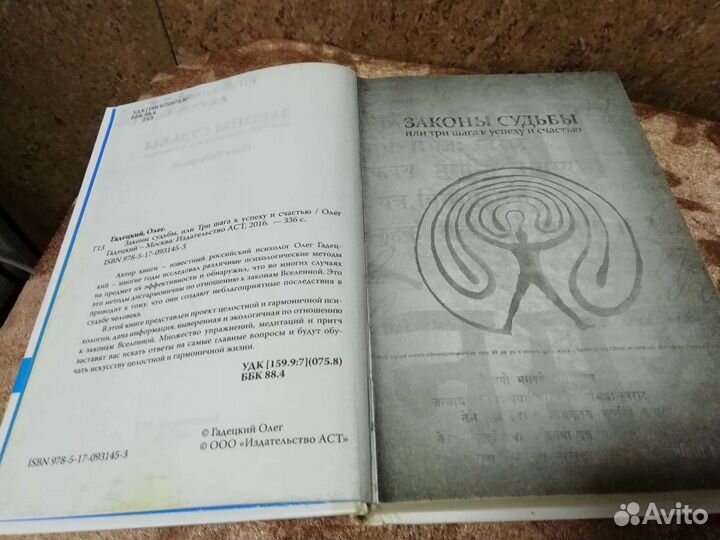 УДК [159.9:7](075.8)
ББК 88.4
Г13
Гадецкий, Олег.
Г13 Законы судьбы, или Три шага к успеху и счастью / Олег
Гадецкий – Москва: Издательство АСТ, 2016. — 336 с.
ISBN 978-5-17-093145-3
Автор книги – известный российский психолог Олег Гадец-
кий – многие годы исследовал различные психологические методы
на предмет их эффективности и обнаружил, что во многих случаях
эти методы дисгармоничны по отношению к законам Вселенной. Это
приводит к тому, что они создают неблагоприятные последствия в
судьбе человека.
В этой книге представлен проект целостной и гармоничной пси-
хологии, дана информация, выверенная и экологичная по отношению
к законам Вселенной. Множество упражнений, медитаций и притч
заставят вас искать ответы на самые главные вопросы и будут обу-
чать искусству целостной и гармоничной жизни.
УДК [159.9:7](075.8)
ББК 88.4
© Гадецкий Олег
© ООО «Издательство АСТ»
ISBN 978-5-17-093145-3
ЗАКОНЫ СУДЬБЫ
или три шага к успеху и счастью
Avito